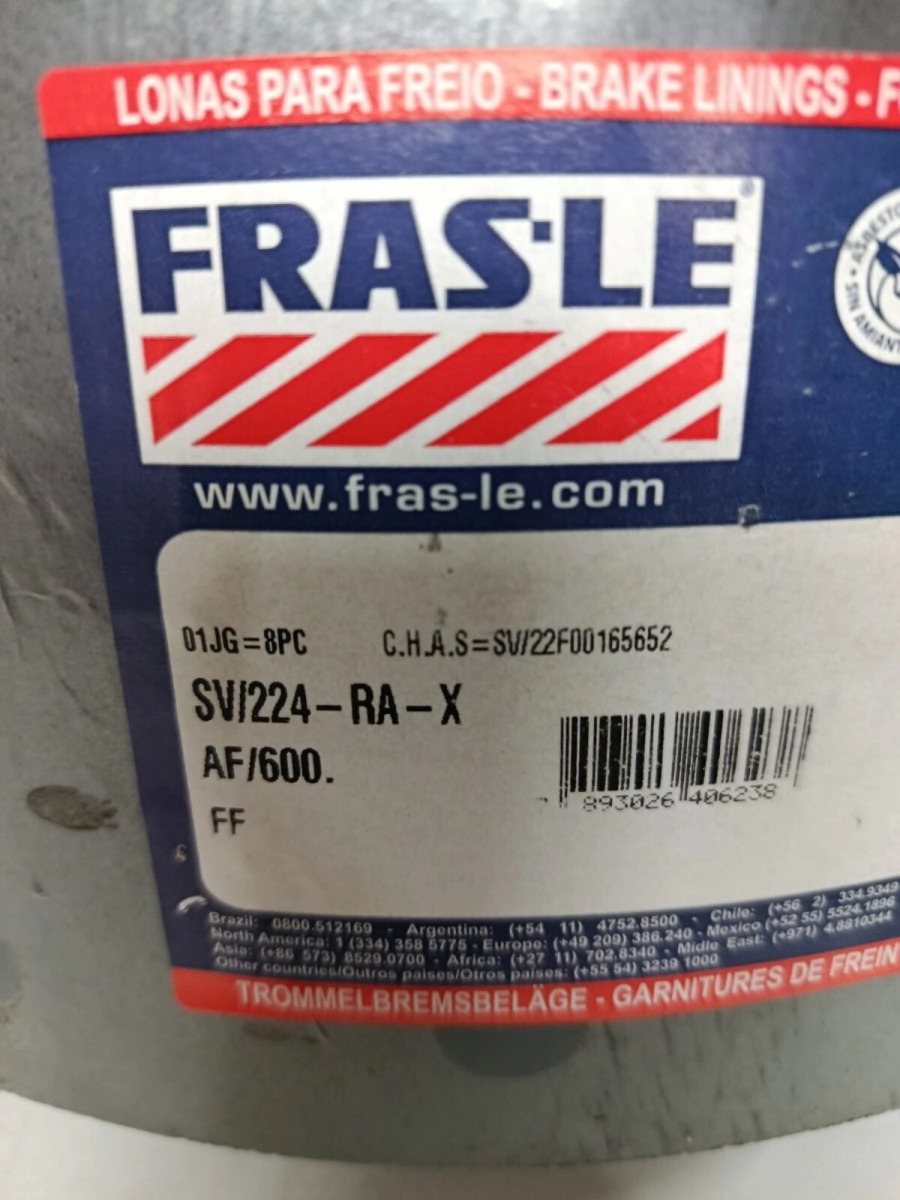 LONAS PARA FREIO - BRAKE LININGS -
FRAS-LE®
ASBESTO
SIN AMIANT
www.fras-le.com
01JG=8PC C.H.A.S=SV/22F00165652
SV/224-RA-X
AF/600.
FF
7 893026 406238
Brazil: 0800.512169 - Argentina: (+54 11) 4752.8500 - Chile: (+56 2) 334.9349
North America: 1 (334) 358 5775 - Europe: (+49 209) 386.240 - Mexico (+52 55) 5524.1896
Asia: (+86 573) 8529.0700 - Africa: (+27 11) 702.8340 - Midle East: (+971) 4.8810344
Other countries/Outros países/Otros países: (+55 54) 3239 1000
TROMMELBREMSBELÄGE - GARNITURES DE FREIN